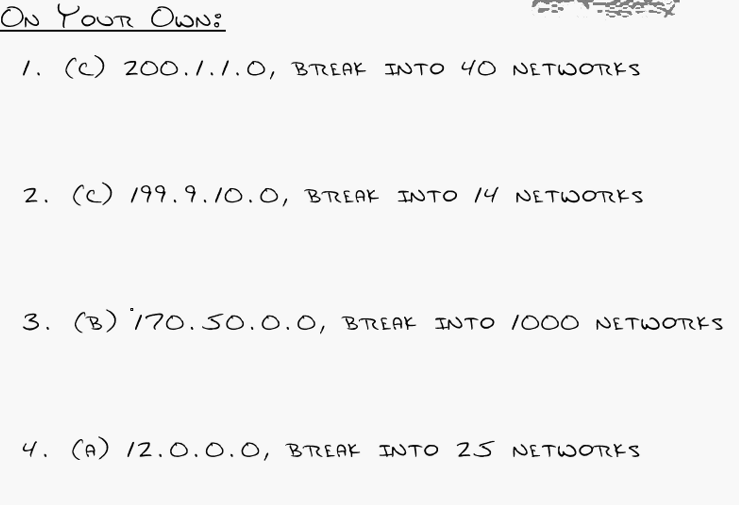 ON YOUR OWN:
1. (C) 200.1.1.0, BREAK INTO 40 NETWORKS
2. (C) 199.9.10.0, BREAK INTO 14 NETWORKS
3. (B) 170.50.0.0, BREAK INTO 1000 NETWORKS
4. (A) 12.0.0.0, BREAK INTO 25 NETWORKS